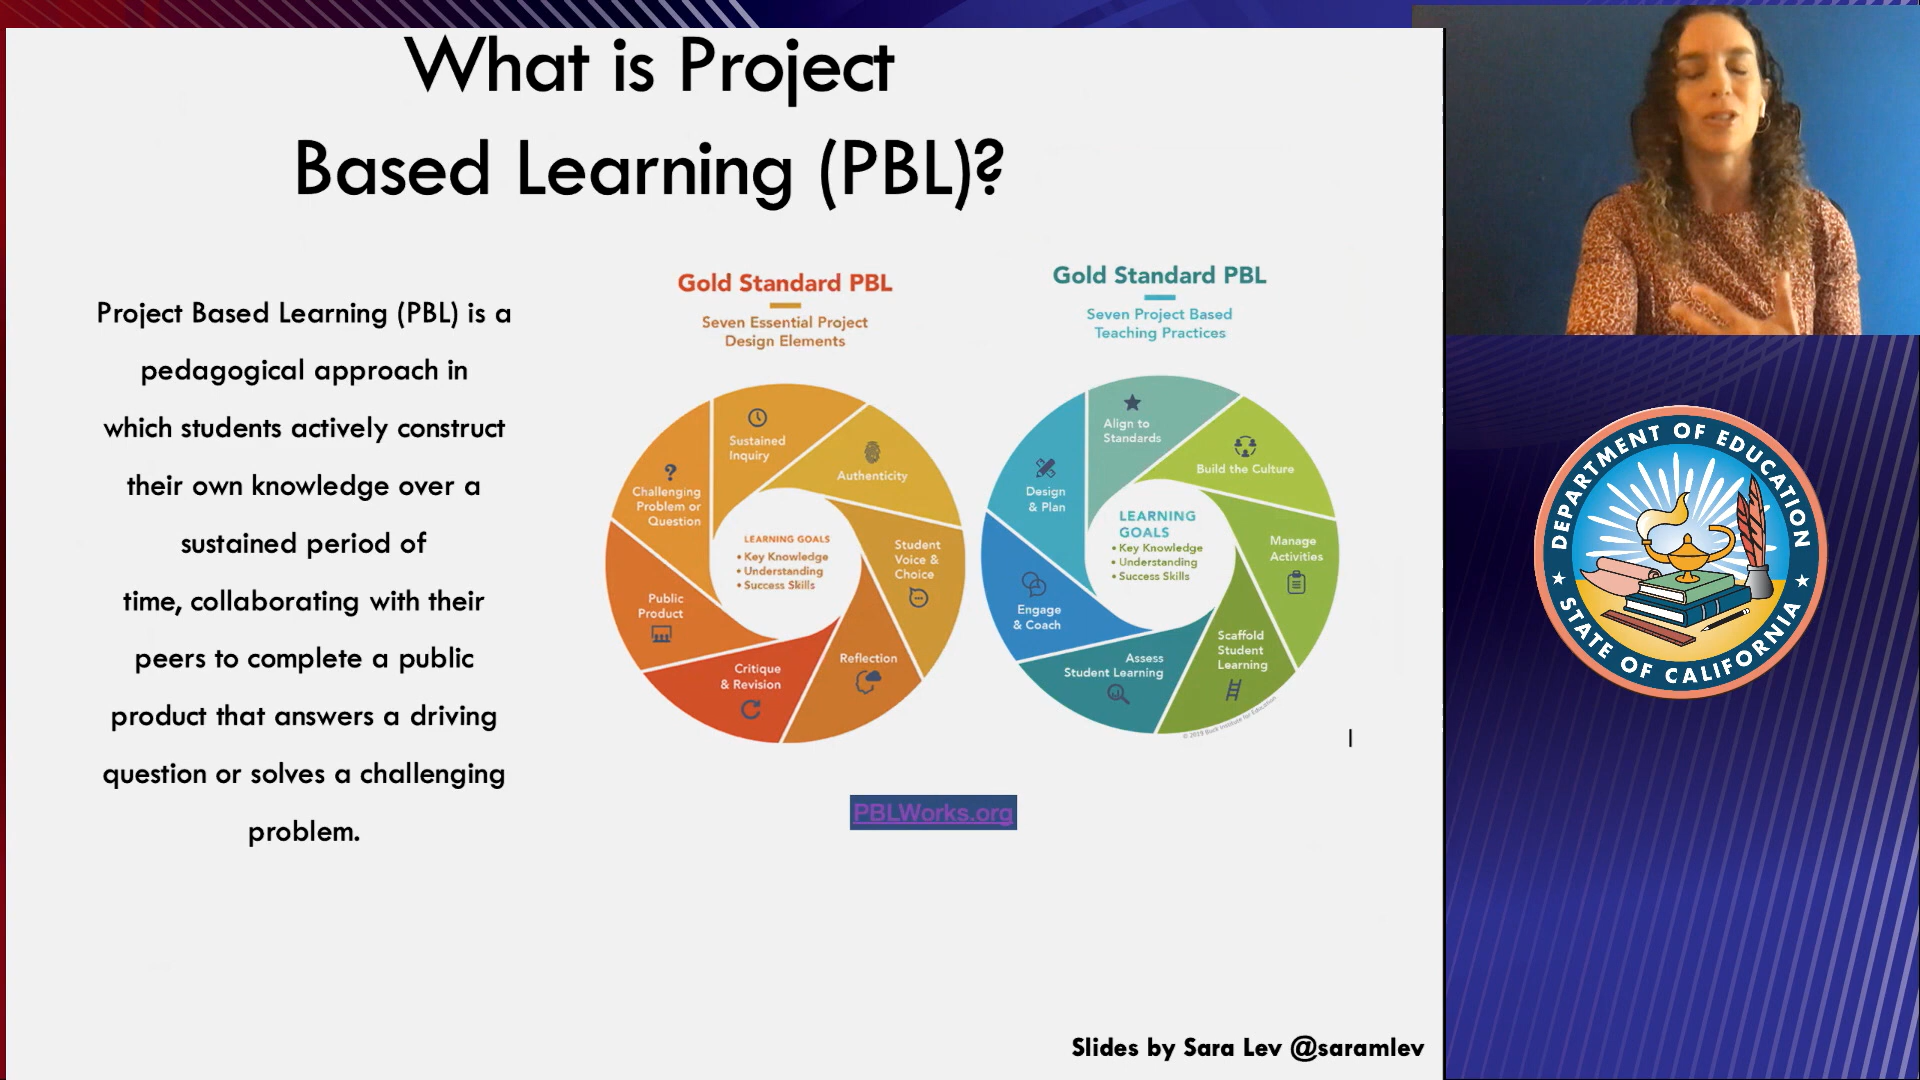 What is Project
Based Learning (PBL)?
Project Based Learning (PBL) is a
pedagogical approach in
which students actively construct
their own knowledge over a
sustained period of
time, collaborating with their
peers to complete a public
product that answers a driving
question or solves a challenging
problem.
Gold Standard PBL
Seven Essential Project
Design Elements
Sustained
Inquiry
Authenticity
Student
Voice &
Choice
Reflection
Critique
& Revision
Public
Product
?
Challenging
Problem or
Question
LEARNING GOALS
• Key Knowledge
• Understanding
• Success Skills
Gold Standard PBL
Seven Project Based
Teaching Practices
Align to
Standards
Build the Culture
Manage
Activities
Scaffold
Student
Learning
Assess
Student Learning
Engage
& Coach
Design
& Plan
LEARNING
GOALS
• Key Knowledge
• Understanding
• Success Skills
© 2019 Buck Institute for Education
PBLWorks.org
Slides by Sara Lev @saramlev
DEPARTMENT OF EDUCATION
STATE OF CALIFORNIA